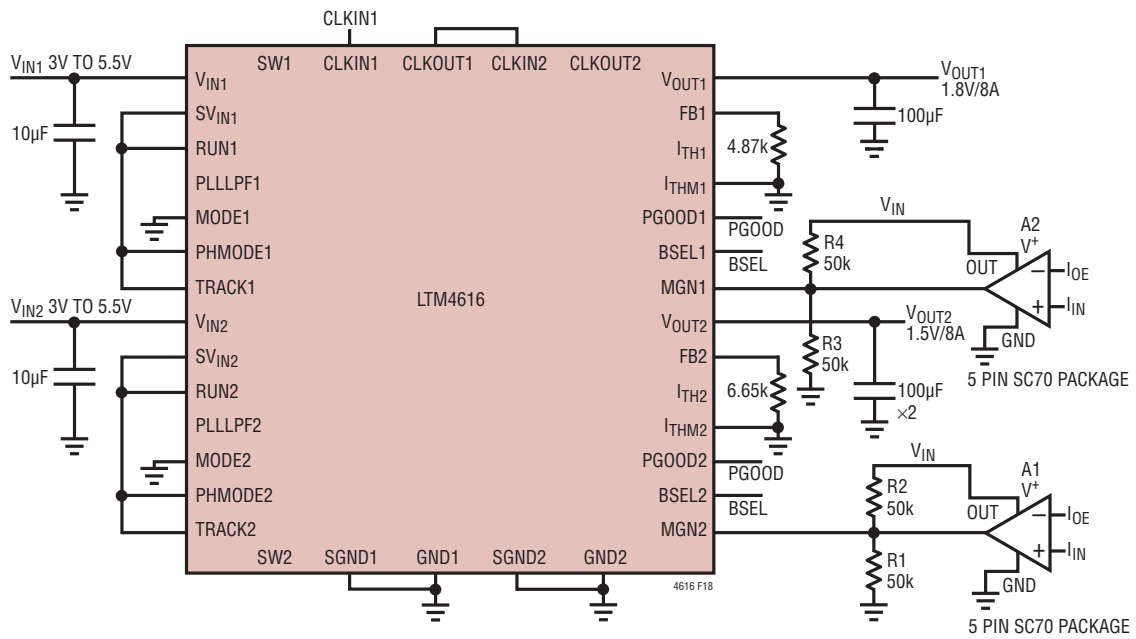 CLKIN1
V_IN1 3V TO 5.5V
10µF
SW1 CLKIN1 CLKOUT1 CLKIN2 CLKOUT2
V_IN1
SV_IN1
RUN1
PLLLPF1
MODE1
PHMODE1
TRACK1
V_IN2 3V TO 5.5V
10µF
V_IN2
SV_IN2
RUN2
PLLLPF2
MODE2
PHMODE2
TRACK2
LTM4616
SW2 SGND1 GND1 SGND2 GND2
4616 F18
V_OUT1
FB1
I_TH1
I_THM1
PGOOD1
BSEL1
MGN1
V_OUT2
FB2
I_TH2
I_THM2
PGOOD2
BSEL2
MGN2
V_OUT1
1.8V/8A
100µF
4.87k
PGOOD
BSEL
V_IN
R4
50k
A2
V+
OUT
− I_OE
+ I_IN
GND
5 PIN SC70 PACKAGE
R3
50k
V_OUT2
1.5V/8A
100µF
×2
6.65k
PGOOD
BSEL
V_IN
R2
50k
A1
V+
OUT
− I_OE
+ I_IN
GND
R1
50k
5 PIN SC70 PACKAGE